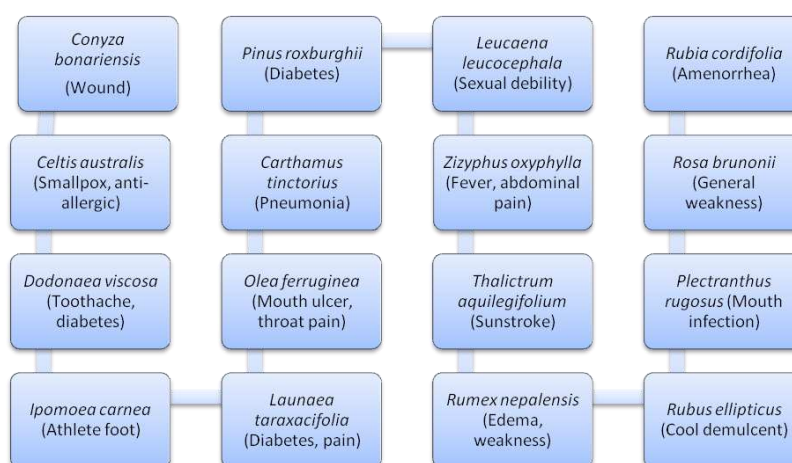 Conyza
bonariensis
(Wound)
Celtis australis
(Smallpox, anti-
allergic)
Dodonaea viscosa
(Toothache,
diabetes)
Ipomoea carnea
(Athlete foot)
Launaea
taraxacifolia
(Diabetes, pain)
Olea ferruginea
(Mouth ulcer,
throat pain)
Carthamus
tinctorius
(Pneumonia)
Pinus roxburghii
(Diabetes)
Leucaena
leucocephala
(Sexual debility)
Zizyphus oxyphylla
(Fever, abdominal
pain)
Thalictrum
aquilegifolium
(Sunstroke)
Rumex nepalensis
(Edema,
weakness)
Rubus ellipticus
(Cool demulcent)
Plectranthus
rugosus (Mouth
infection)
Rosa brunonii
(General
weakness)
Rubia cordifolia
(Amenorrhea)